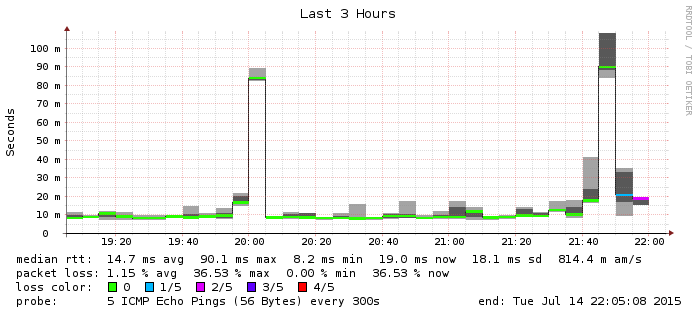 Last 3 Hours
RRDTOOL / TOBI OETIKER
Seconds
100 m
90 m
80 m
70 m
60 m
50 m
40 m
30 m
20 m
10 m
0
19:20 19:40 20:00 20:20 20:40 21:00 21:20 21:40 22:00
median rtt: 14.7 ms avg 90.1 ms max 8.2 ms min 19.0 ms now 18.1 ms sd 814.4 m am/s
packet loss: 1.15 % avg 36.53 % max 0.00 % min 36.53 % now
loss color: 0 1/5 2/5 3/5 4/5
probe: 5 ICMP Echo Pings (56 Bytes) every 300s end: Tue Jul 14 22:05:08 2015